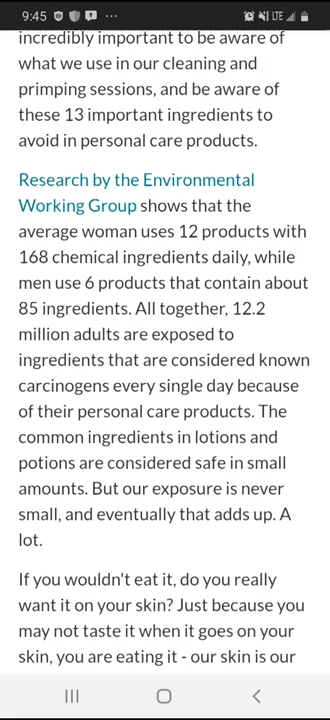 9:45
LTE
incredibly important to be aware of
what we use in our cleaning and
primping sessions, and be aware of
these 13 important ingredients to
avoid in personal care products.
Research by the Environmental
Working Group shows that the
average woman uses 12 products with
168 chemical ingredients daily, while
men use 6 products that contain about
85 ingredients. All together, 12.2
million adults are exposed to
ingredients that are considered known
carcinogens every single day because
of their personal care products. The
common ingredients in lotions and
potions are considered safe in small
amounts. But our exposure is never
small, and eventually that adds up. A
lot.
If you wouldn't eat it, do you really
want it on your skin? Just because you
may not taste it when it goes on your
skin, you are eating it - our skin is our